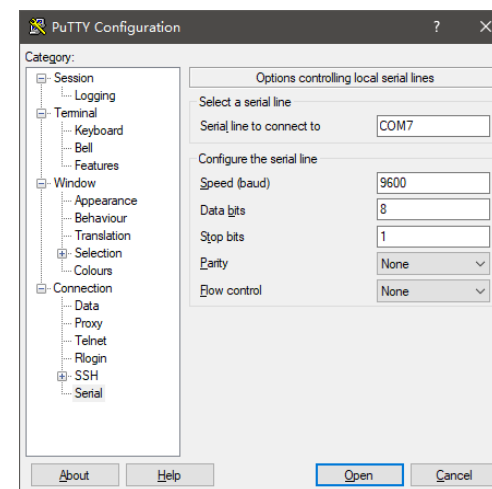 PuTTY Configuration ? ×
Category:
Session
Logging
Terminal
Keyboard
Bell
Features
Window
Appearance
Behaviour
Translation
Selection
Colours
Connection
Data
Proxy
Telnet
Rlogin
SSH
Serial
Options controlling local serial lines
Select a serial line
Serial line to connect to COM7
Configure the serial line
Speed (baud) 9600
Data bits 8
Stop bits 1
Parity None
Flow control None
About Help Open Cancel